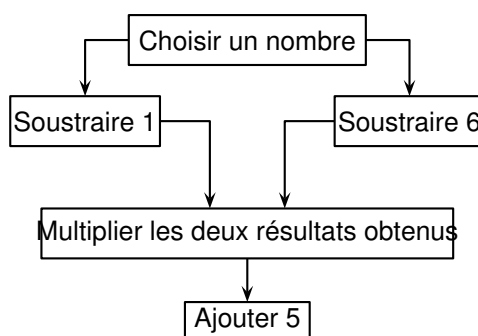 Choisir un nombre
Soustraire 1
Soustraire 6
Multiplier les deux résultats obtenus
Ajouter 5